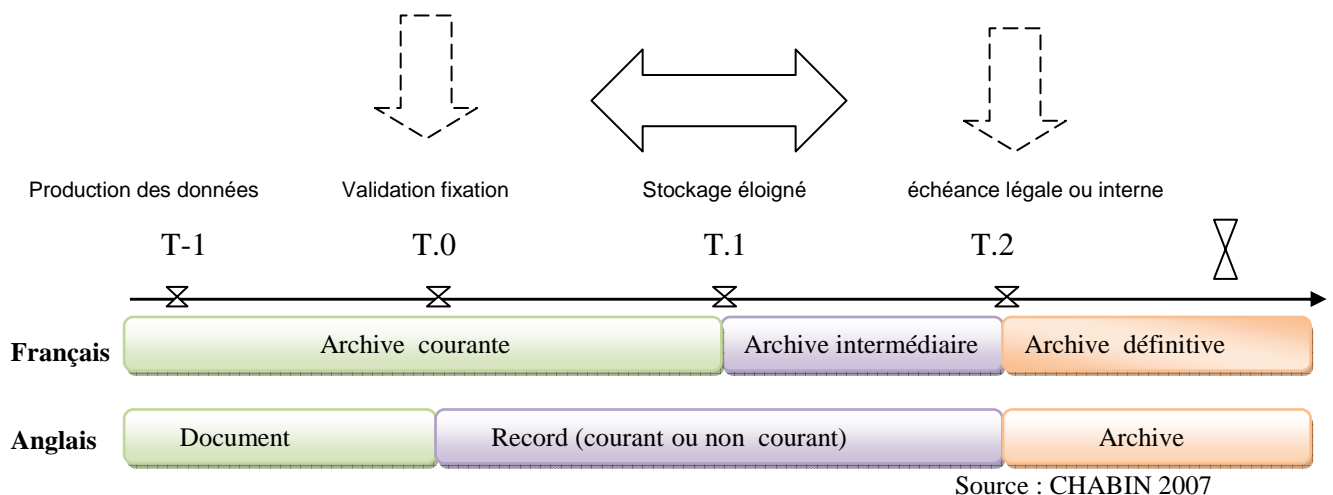 Production des données Validation fixation Stockage éloigné échéance légale ou interne
T-1 T.0 T.1 T.2
Français Archive courante Archive intermédiaire Archive définitive
Anglais Document Record (courant ou non courant) Archive
Source : CHABIN 2007